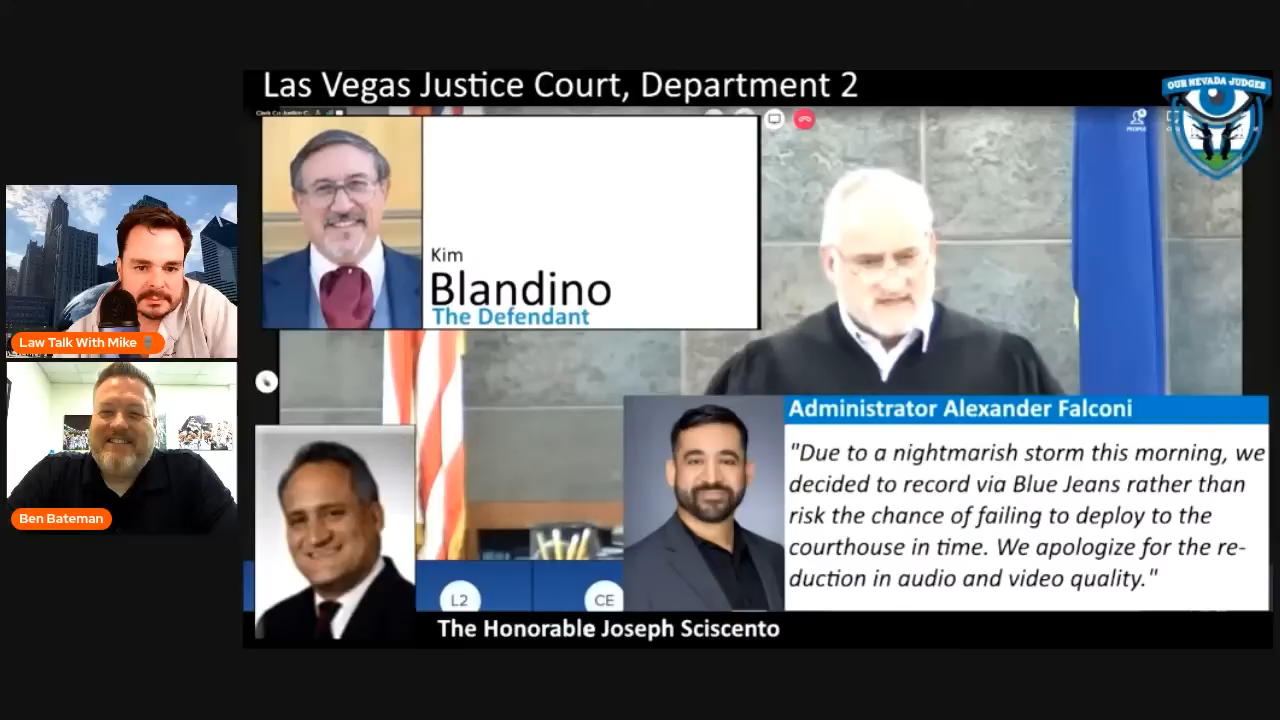 Las Vegas Justice Court, Department 2
OUR NEVADA JUDGES
PEOPLE
Kim
Blandino
The Defendant
Law Talk With Mike
Ben Bateman
Administrator Alexander Falconi
"Due to a nightmarish storm this morning, we
decided to record via Blue Jeans rather than
risk the chance of failing to deploy to the
courthouse in time. We apologize for the re-
duction in audio and video quality."
L2
CE
The Honorable Joseph Sciscento